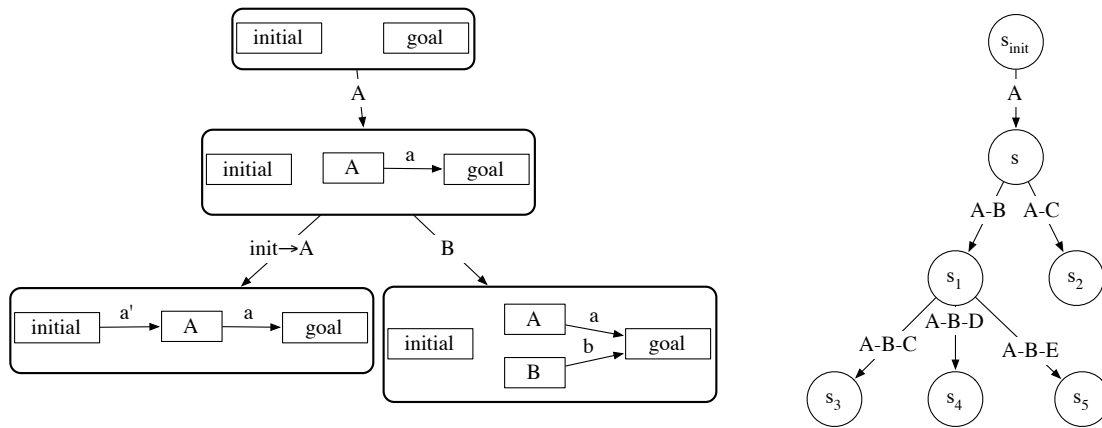 initial goal
A
initial A a goal
init→A B
initial a' A a goal
initial A a B b goal
s_init
A
s
A-B A-C
s_1 s_2
A-B-C A-B-D A-B-E
s_3 s_4 s_5